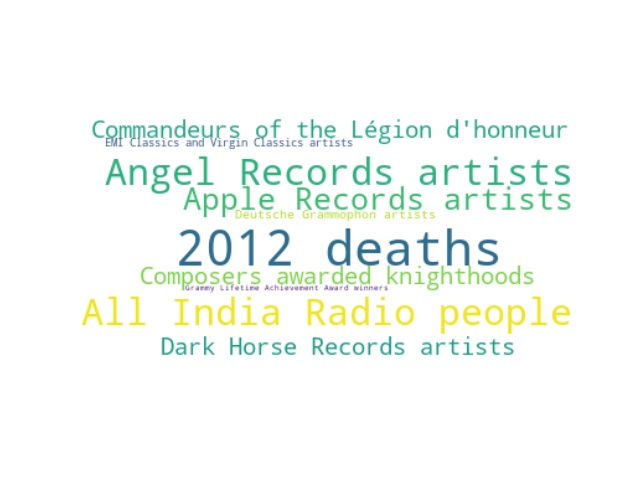 Commandeurs of the Légion d'honneur
EMI Classics and Virgin Classics artists
Angel Records artists
Apple Records artists
Deutsche Grammophon artists
2012 deaths
Composers awarded knighthoods
Grammy Lifetime Achievement Award winners
All India Radio people
Dark Horse Records artists